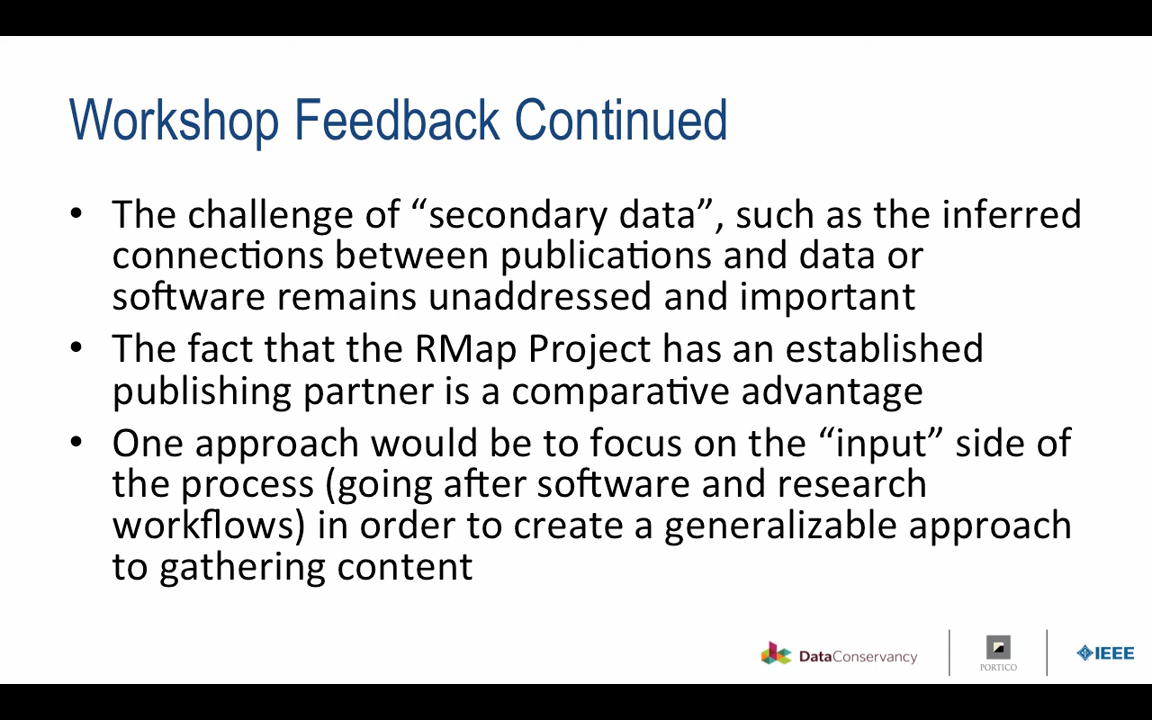 Workshop Feedback Continued
• The challenge of “secondary data”, such as the inferred
connections between publications and data or
software remains unaddressed and important
• The fact that the RMap Project has an established
publishing partner is a comparative advantage
• One approach would be to focus on the “input” side of
the process (going after software and research
workflows) in order to create a generalizable approach
to gathering content
DataConservancy
PORTICO
IEEE